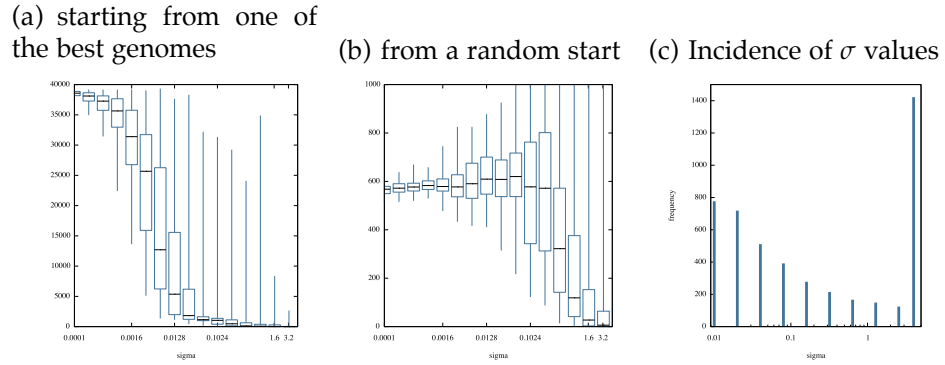 (a) starting from one of
the best genomes
(b) from a random start
(c) Incidence of σ values
40000
35000
30000
25000
20000
15000
10000
5000
0
0.0001 0.0016 0.0128 0.1024 1.6 3.2
sigma
1000
800
600
400
200
0
0.0001 0.0016 0.0128 0.1024 1.6 3.2
sigma
frequency
1400
1200
1000
800
600
400
200
0
0.01 0.1 1
sigma